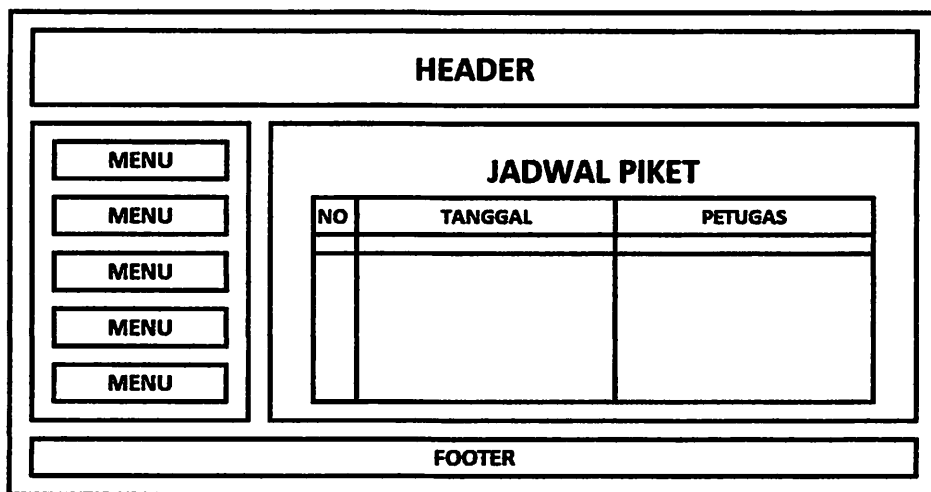 HEADER
MENU
MENU
MENU
MENU
MENU
JADWAL PIKET
NO TANGGAL PETUGAS
FOOTER